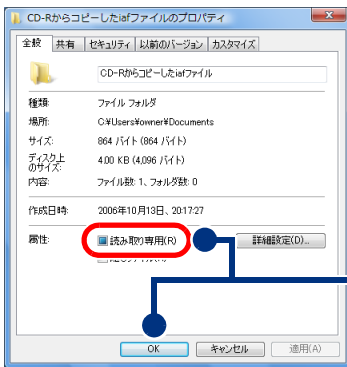 CD-RからコピーしたiafファイルのプロパティX
全般 共有 セキュリティ 以前のバージョン カスタマイズ
CD-Rからコピーしたiafファイル
種類: ファイル フォルダ
場所: C:¥Users¥owner¥Documents
サイズ: 864 バイト (864 バイト)
ディスク上
のサイズ: 4.00 KB (4,096 バイト)
内容: ファイル数: 1、フォルダ数: 0
作成日時: 2006年10月13日、20:17:27
属性: 読み取り専用(R) 詳細設定(D)...
OK キャンセル 適用(A)